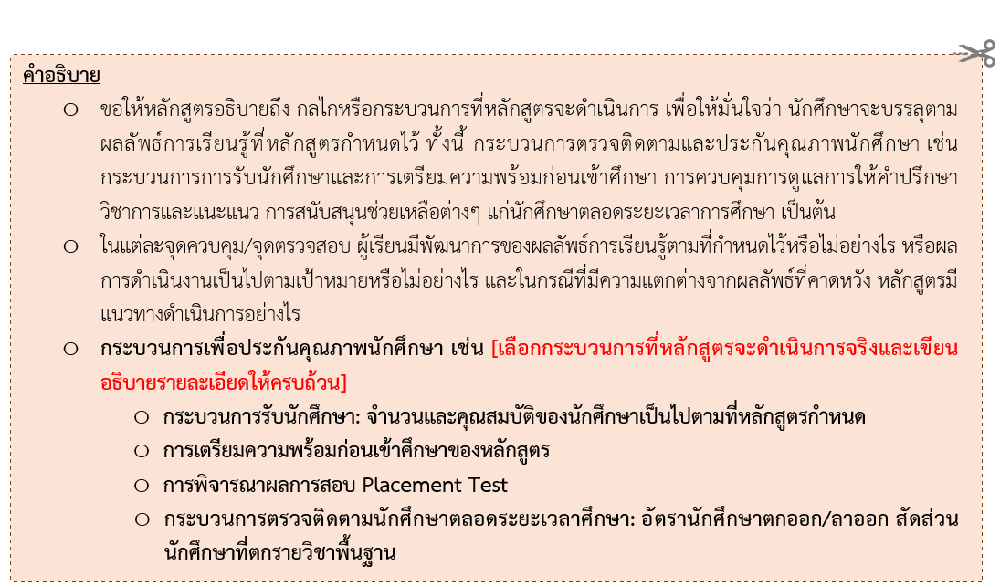 คำอธิบาย
O ขอให้หลักสูตรอธิบายถึง กลไกหรือกระบวนการที่หลักสูตรจะดำเนินการ เพื่อให้มั่นใจว่า นักศึกษาจะบรรลุตาม
ผลลัพธ์การเรียนรู้ที่หลักสูตรกำหนดไว้ ทั้งนี้ กระบวนการตรวจติดตามและประกันคุณภาพนักศึกษา เช่น
กระบวนการการรับนักศึกษาและการเตรียมความพร้อมก่อนเข้าศึกษา การควบคุมการดูแลการให้คำปรึกษา
วิชาการและแนะแนว การสนับสนุนช่วยเหลือต่างๆ แก่นักศึกษาตลอดระยะเวลาการศึกษา เป็นต้น
O ในแต่ละจุดควบคุม/จุดตรวจสอบ ผู้เรียนมีพัฒนาการของผลลัพธ์การเรียนรู้ตามที่กำหนดไว้หรือไม่อย่างไร หรือผล
การดำเนินงานเป็นไปตามเป้าหมายหรือไม่อย่างไร และในกรณีที่มีความแตกต่างจากผลลัพธ์ที่คาดหวัง หลักสูตรมี
แนวทางดำเนินการอย่างไร
O กระบวนการเพื่อประกันคุณภาพนักศึกษา เช่น [เลือกกระบวนการที่หลักสูตรจะดำเนินการจริงและเขียน
อธิบายรายละเอียดให้ครบถ้วน]
O กระบวนการรับนักศึกษา: จำนวนและคุณสมบัติของนักศึกษาเป็นไปตามที่หลักสูตรกำหนด
O การเตรียมความพร้อมก่อนเข้าศึกษาของหลักสูตร
O การพิจารณาผลการสอบ Placement Test
O กระบวนการตรวจติดตามนักศึกษาตลอดระยะเวลาศึกษา: อัตรานักศึกษาตกออก/ลาออก สัดส่วน
นักศึกษาที่ตกรายวิชาพื้นฐาน